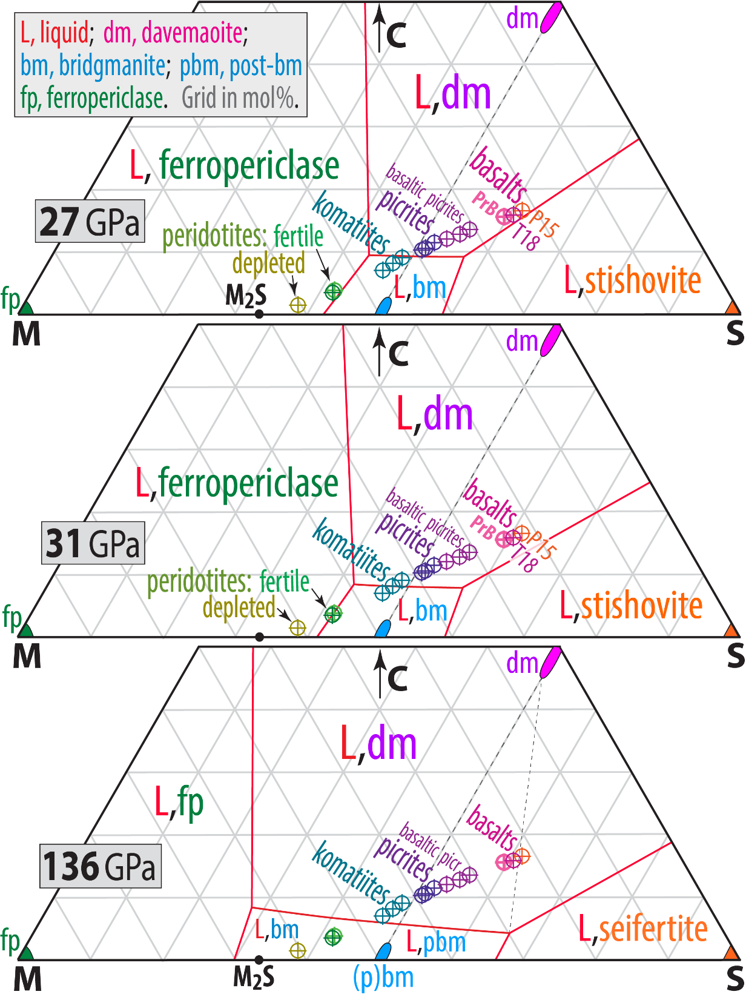 L, liquid; dm, davemaoite;
bm, bridgmanite; pbm, post-bm
fp, ferropericlase. Grid in mol%.
C
dm
L,dm
L, ferropericlase
27 GPa
basalts
basaltic picrites
picrites
komatiites
PrB
P15
T18
peridotites: fertile
depleted
M2S
L,bm
L,stishovite
fp
M
S
C
dm
L,dm
L,ferropericlase
31 GPa
basalts
basaltic picrites
picrites
komatiites
PrB
P15
T18
peridotites: fertile
depleted
L,bm
L,stishovite
fp
M
S
C
dm
L,dm
L,fp
136 GPa
basalts
basaltic picr
picrites
komatiites
L,bm
L,pbm
L,seifertite
fp
M
M2S
(p)bm
S